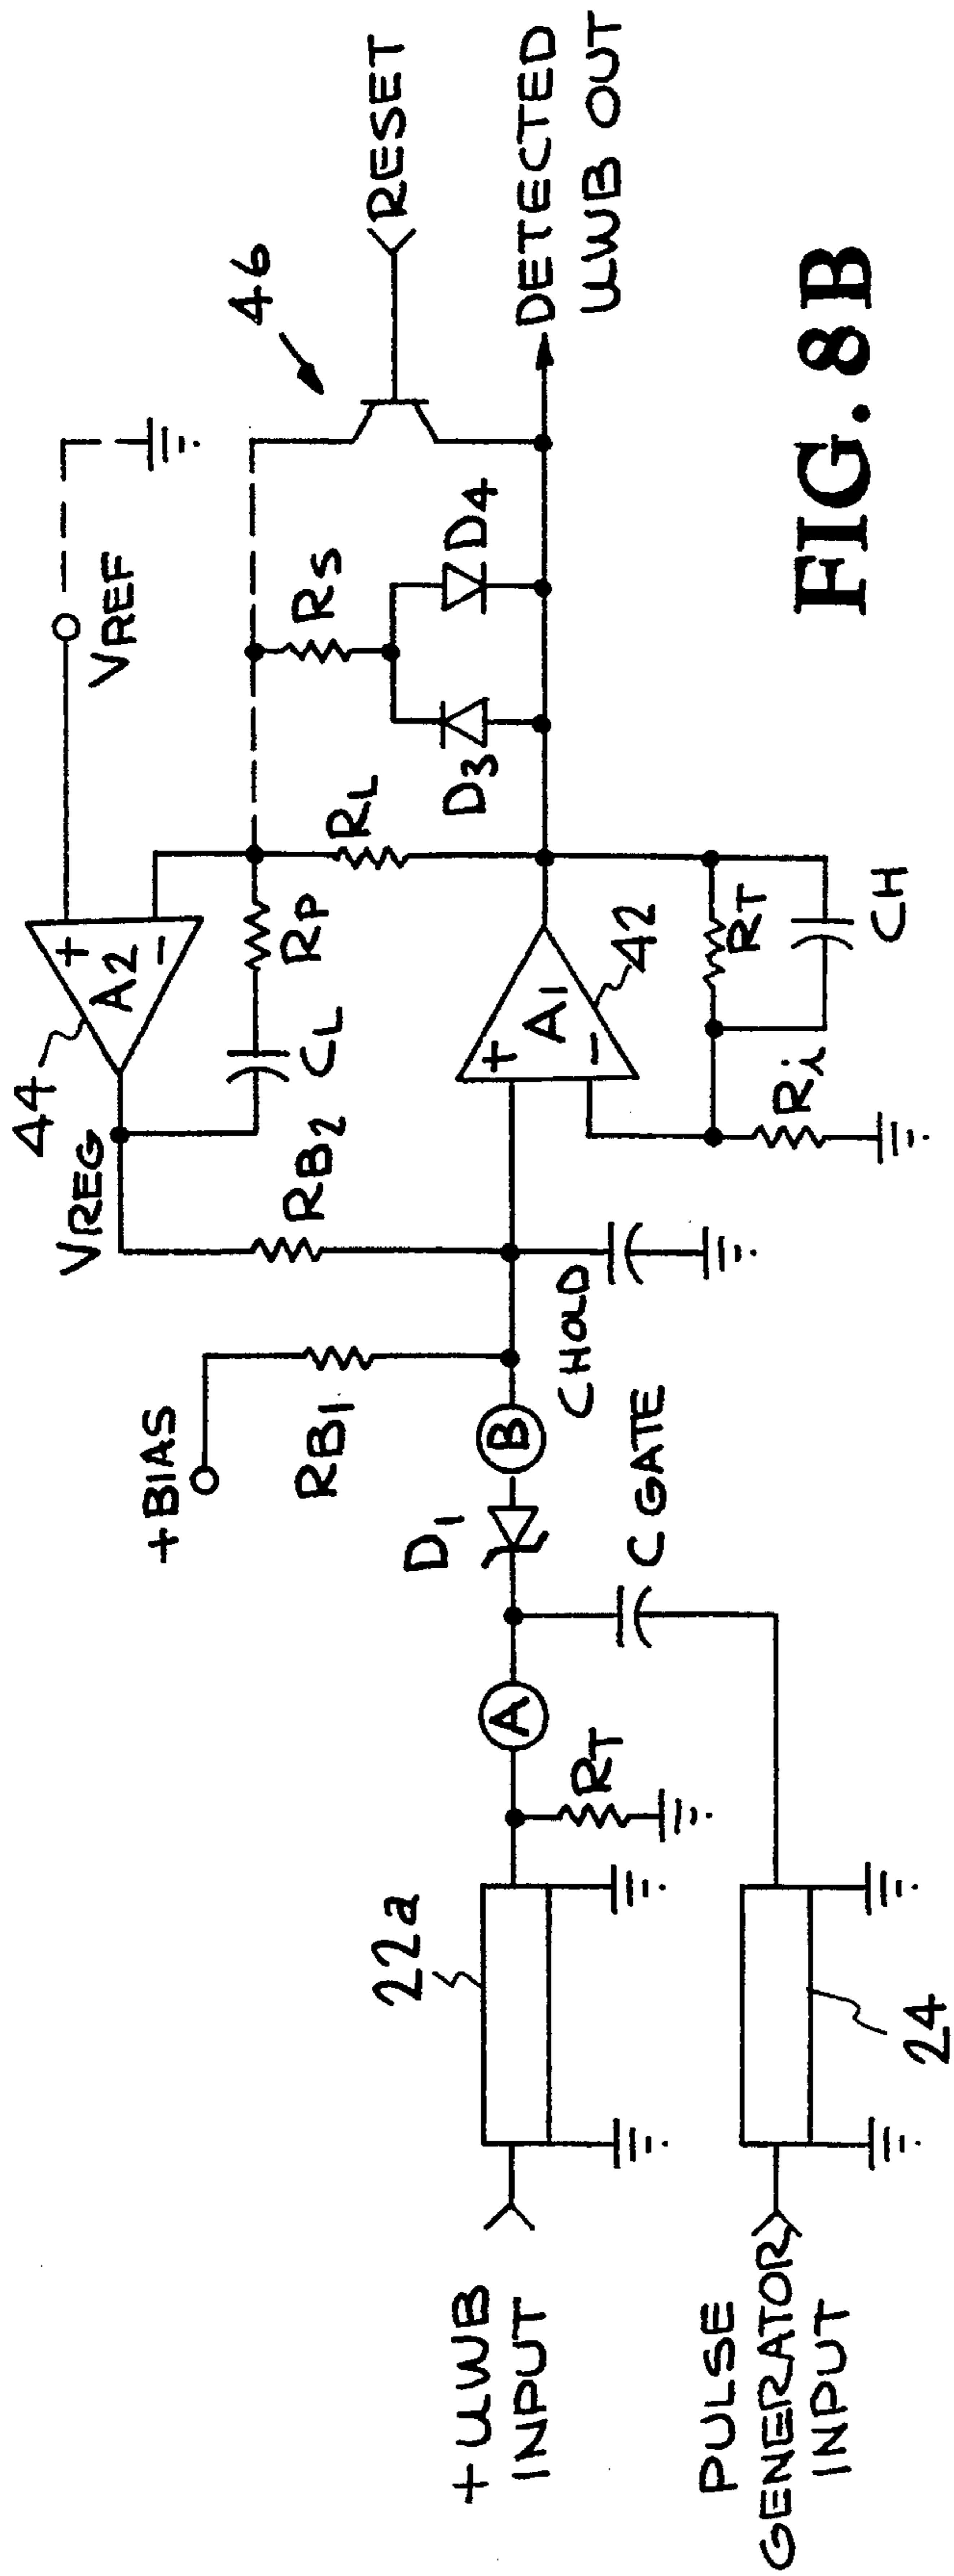 + UWB
INPUT
PULSE
GENERATOR
INPUT
22a
24
RT
A
CGATE
D1
B
+BIAS
RB1
CHOLD
RB2
VREG
44
A2
+
−
CL
RP
VREF
RL
A1
+
−
42
Ri
RT
CH
RS
D3
D4
46
RESET
DETECTED
UWB OUT
FIG. 8B